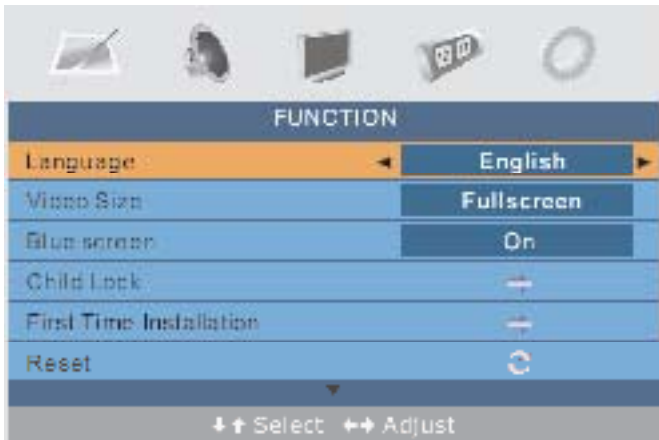 FUNCTION
Language English
Video Size Fullscreen
Blue screen On
Child Lock
First Time Installation
Reset
Select Adjust